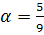 α = 5/9